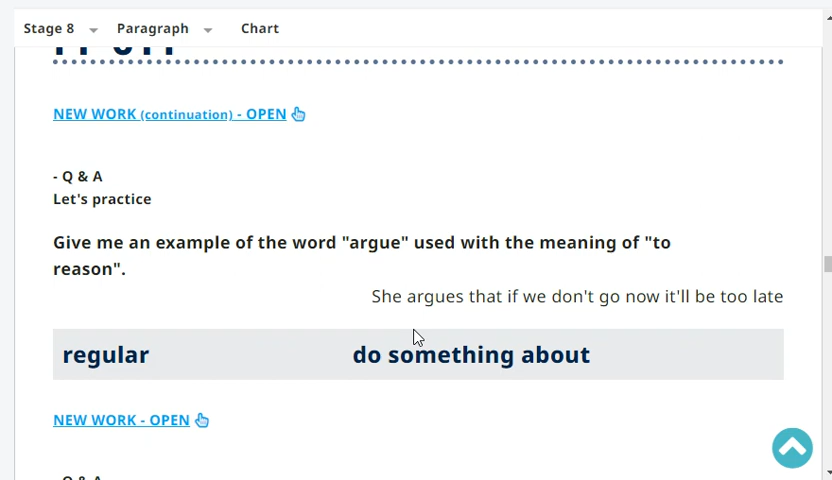 Stage 8 Paragraph Chart
NEW WORK (continuation) - OPEN
- Q & A
Let's practice
Give me an example of the word "argue" used with the meaning of "to
reason".
She argues that if we don't go now it'll be too late
regular do something about
NEW WORK - OPEN